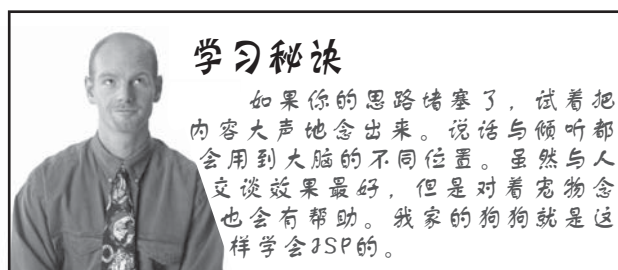 学习秘诀
如果你的思路堵塞了，试着把
内容大声地念出来。说话与倾听都
会用到大脑的不同位置。虽然与人
交谈效果最好，但是对着宠物念
也会有帮助。我家的狗狗就是这
样学会JSP的。